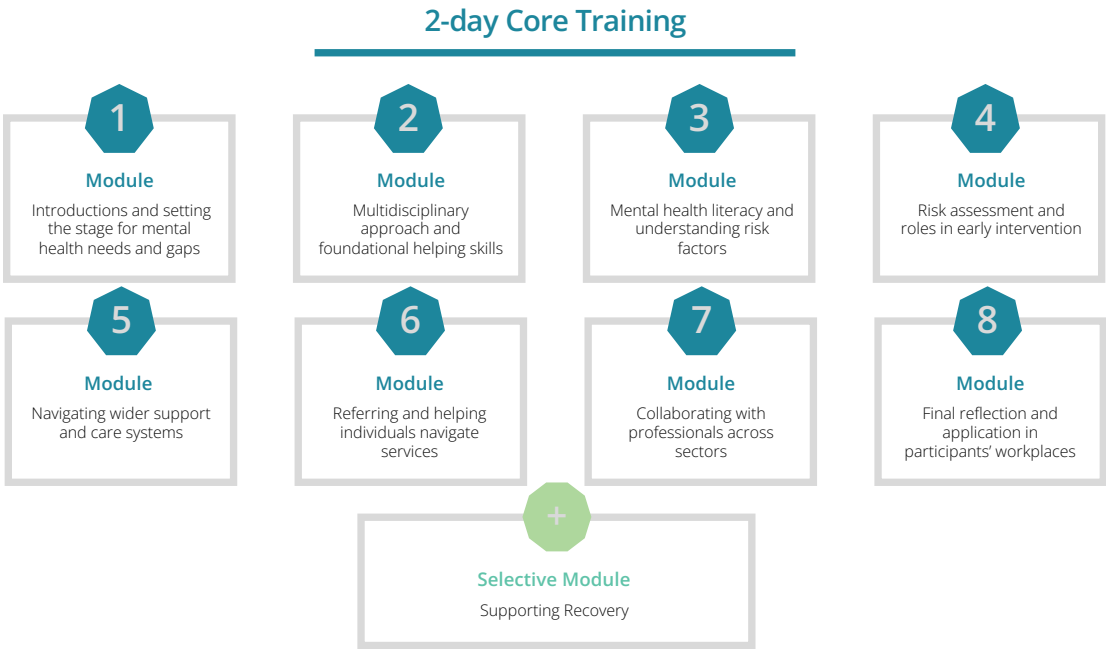 2-day Core Training
1
Module
Introductions and setting
the stage for mental
health needs and gaps
2
Module
Multidisciplinary
approach and
foundational helping skills
3
Module
Mental health literacy and
understanding risk
factors
4
Module
Risk assessment and
roles in early intervention
5
Module
Navigating wider support
and care systems
6
Module
Referring and helping
individuals navigate
services
7
Module
Collaborating with
professionals across
sectors
8
Module
Final reflection and
application in
participants’ workplaces
+
Selective Module
Supporting Recovery